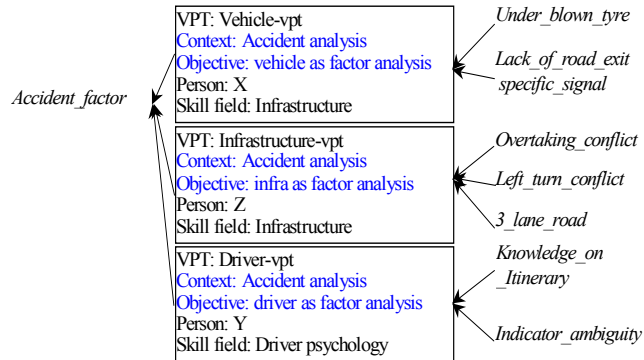 Accident_factor
VPT: Vehicle-vpt
Context: Accident analysis
Objective: vehicle as factor analysis
Person: X
Skill field: Infrastructure
VPT: Infrastructure-vpt
Context: Accident analysis
Objective: infra as factor analysis
Person: Z
Skill field: Infrastructure
VPT: Driver-vpt
Context: Accident analysis
Objective: driver as factor analysis
Person: Y
Skill field: Driver psychology
Under_blown_tyre
Lack_of_road_exit
specific_signal
Overtaking_conflict
Left_turn_conflict
3_lane_road
Knowledge_on
_Itinerary
Indicator_ambiguity